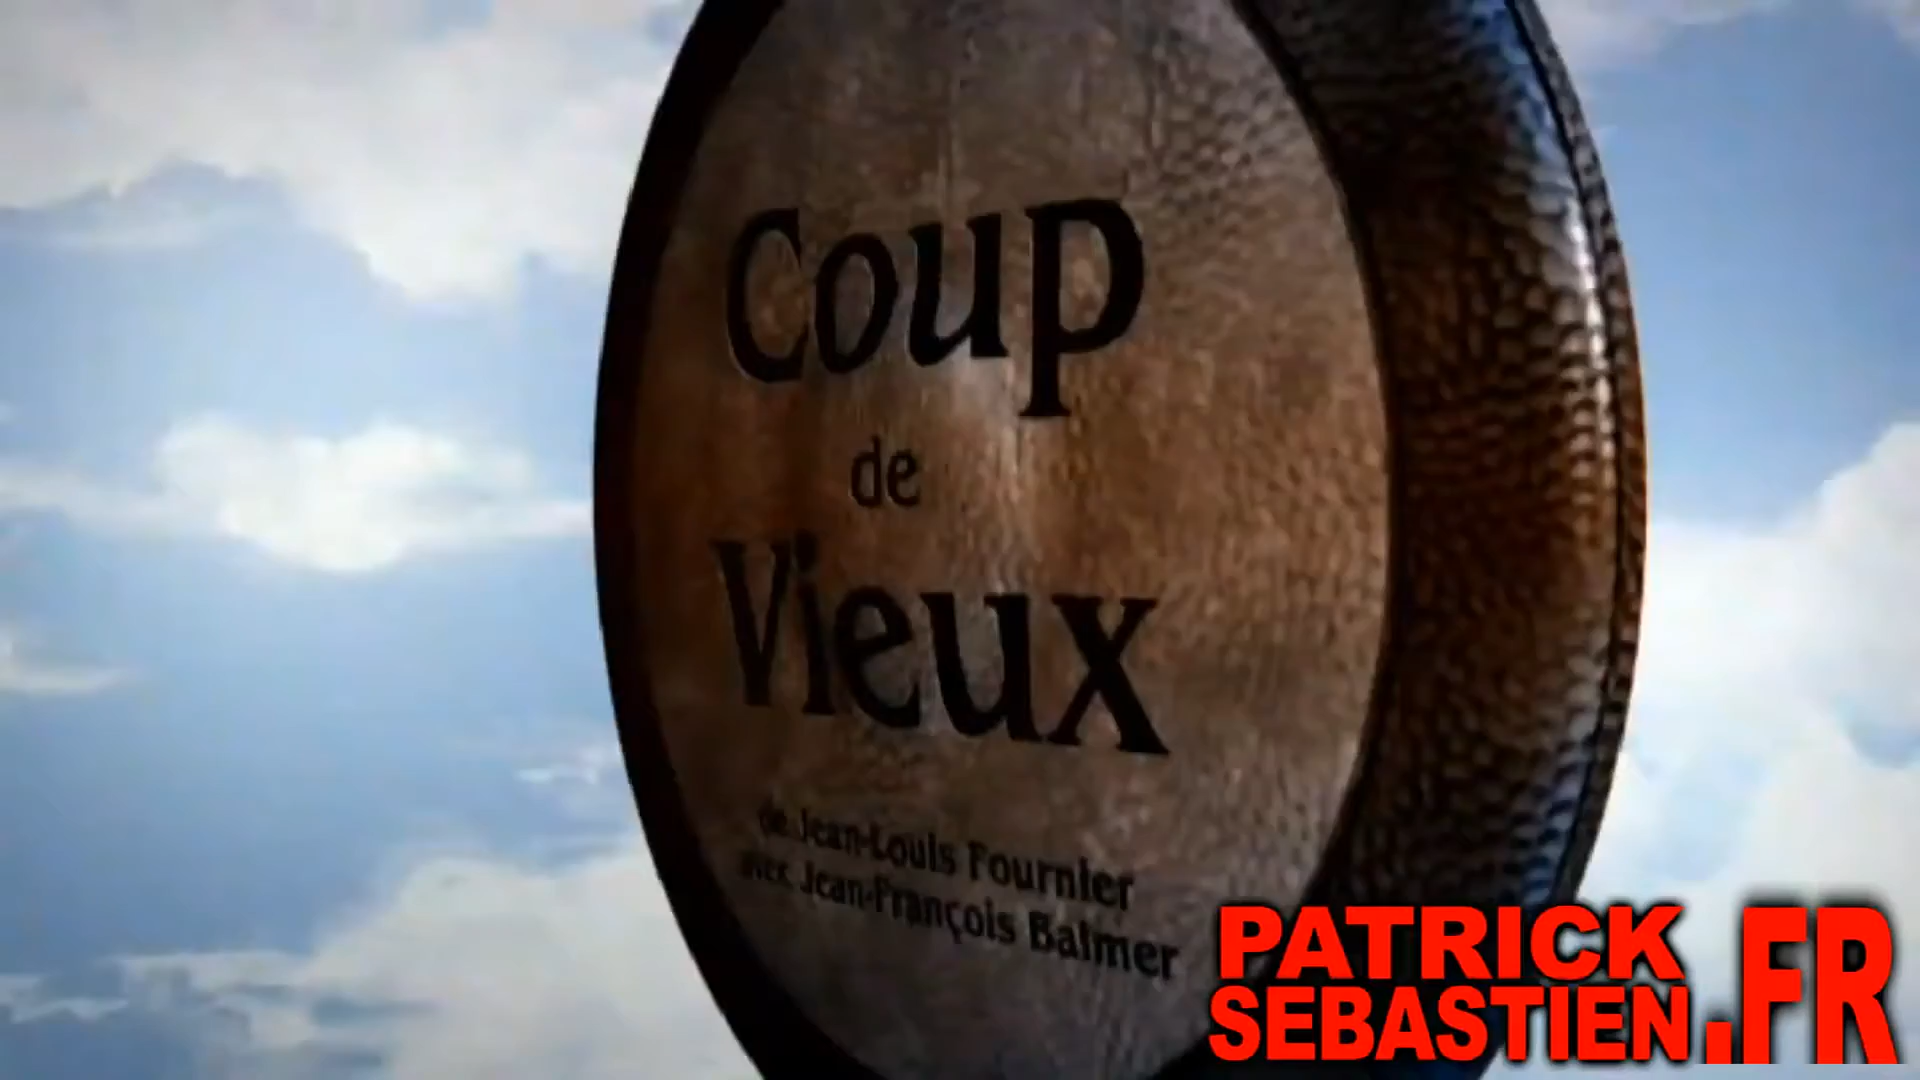 Coup
de
Vieux
de Jean-Louis Fournier
avec Jean-François Balmer
PATRICK
SEBASTIEN.FR